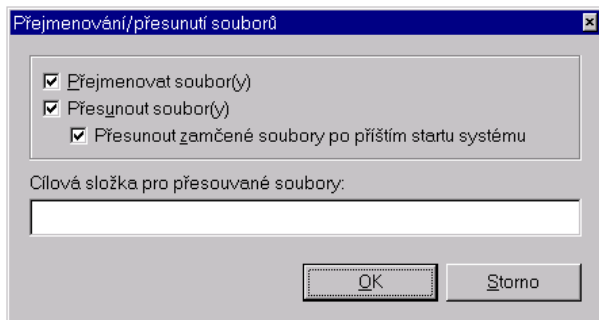 Přejmenování/přesunutí souborů
Přejmenovat soubor(y)
Přesunout soubor(y)
Přesunout zamčené soubory po příštím startu systému
Cílová složka pro přesouvané soubory:
OK
Storno